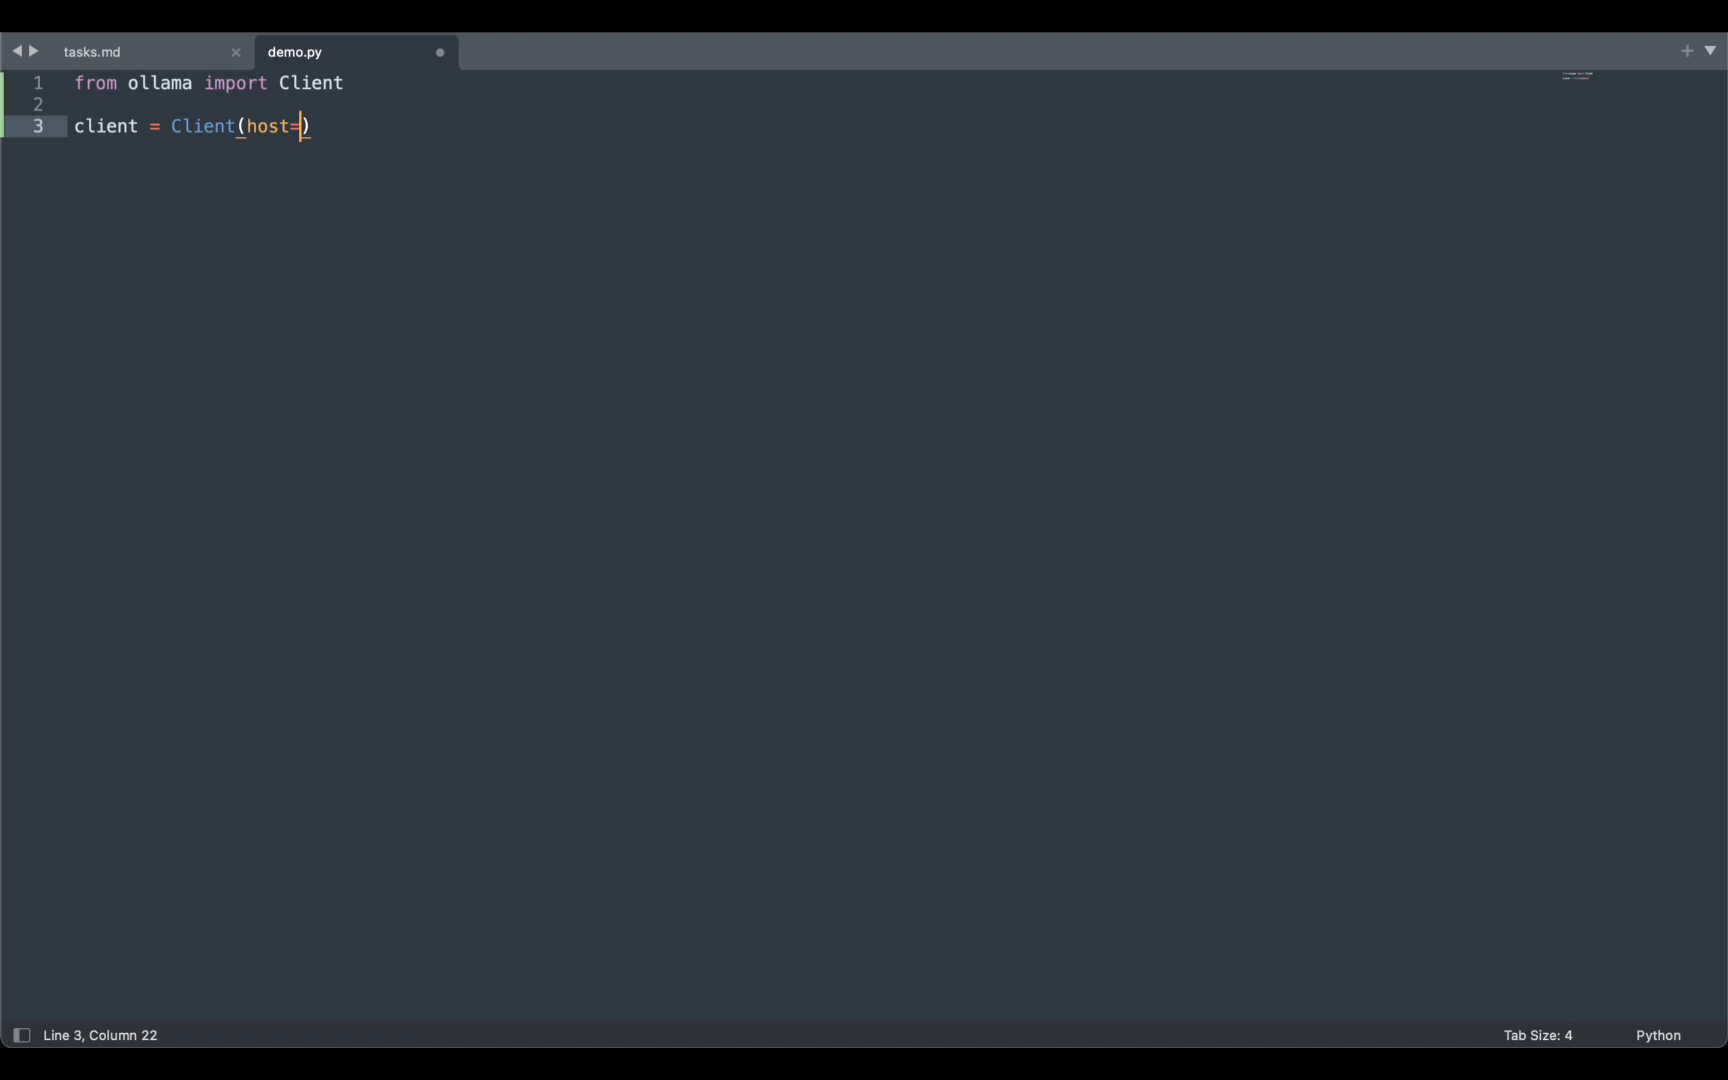 tasks.md
demo.py
1 from ollama import Client
2
3 client = Client(host=)
Line 3, Column 22
Tab Size: 4
Python